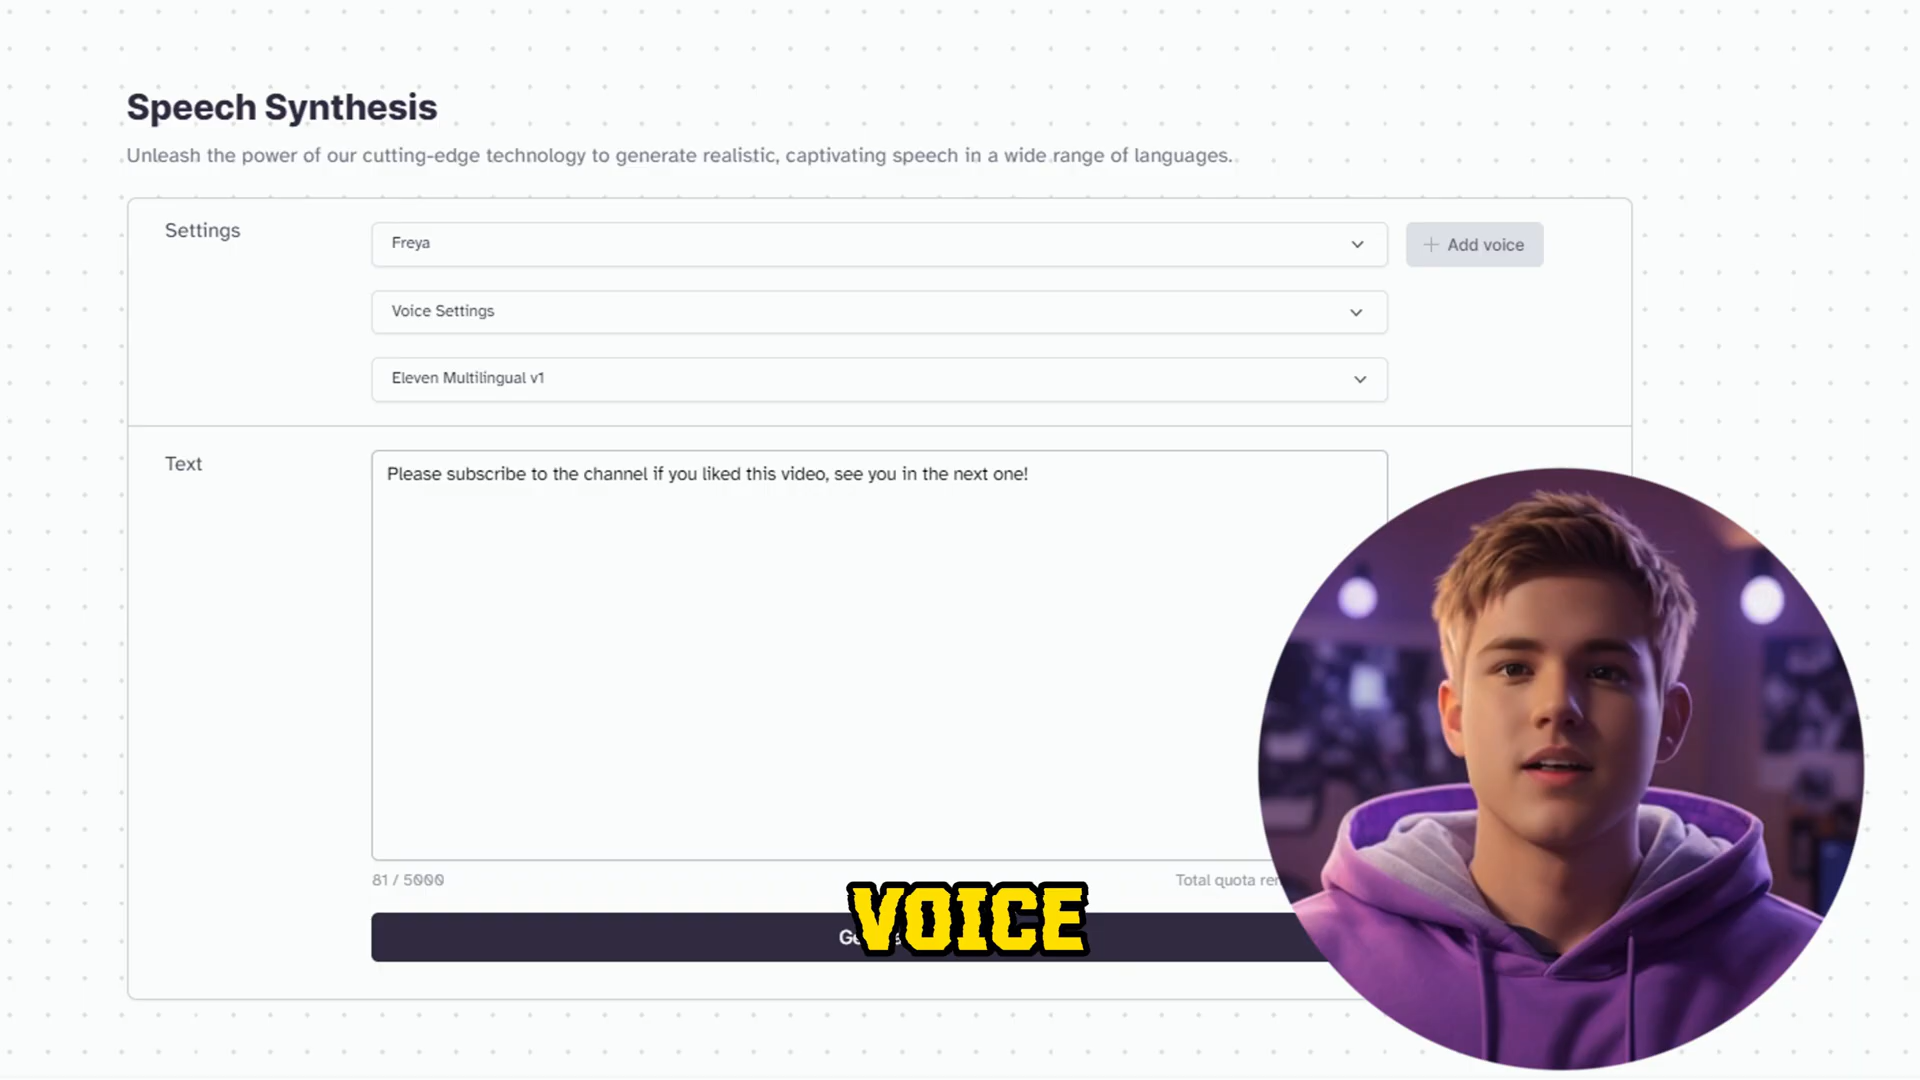 Speech Synthesis
Unleash the power of our cutting-edge technology to generate realistic, captivating speech in a wide range of languages.
Settings
Freya
+ Add voice
Voice Settings
Eleven Multilingual v1
Text
Please subscribe to the channel if you liked this video, see you in the next one!
81 / 5000
Total quota
VOICE